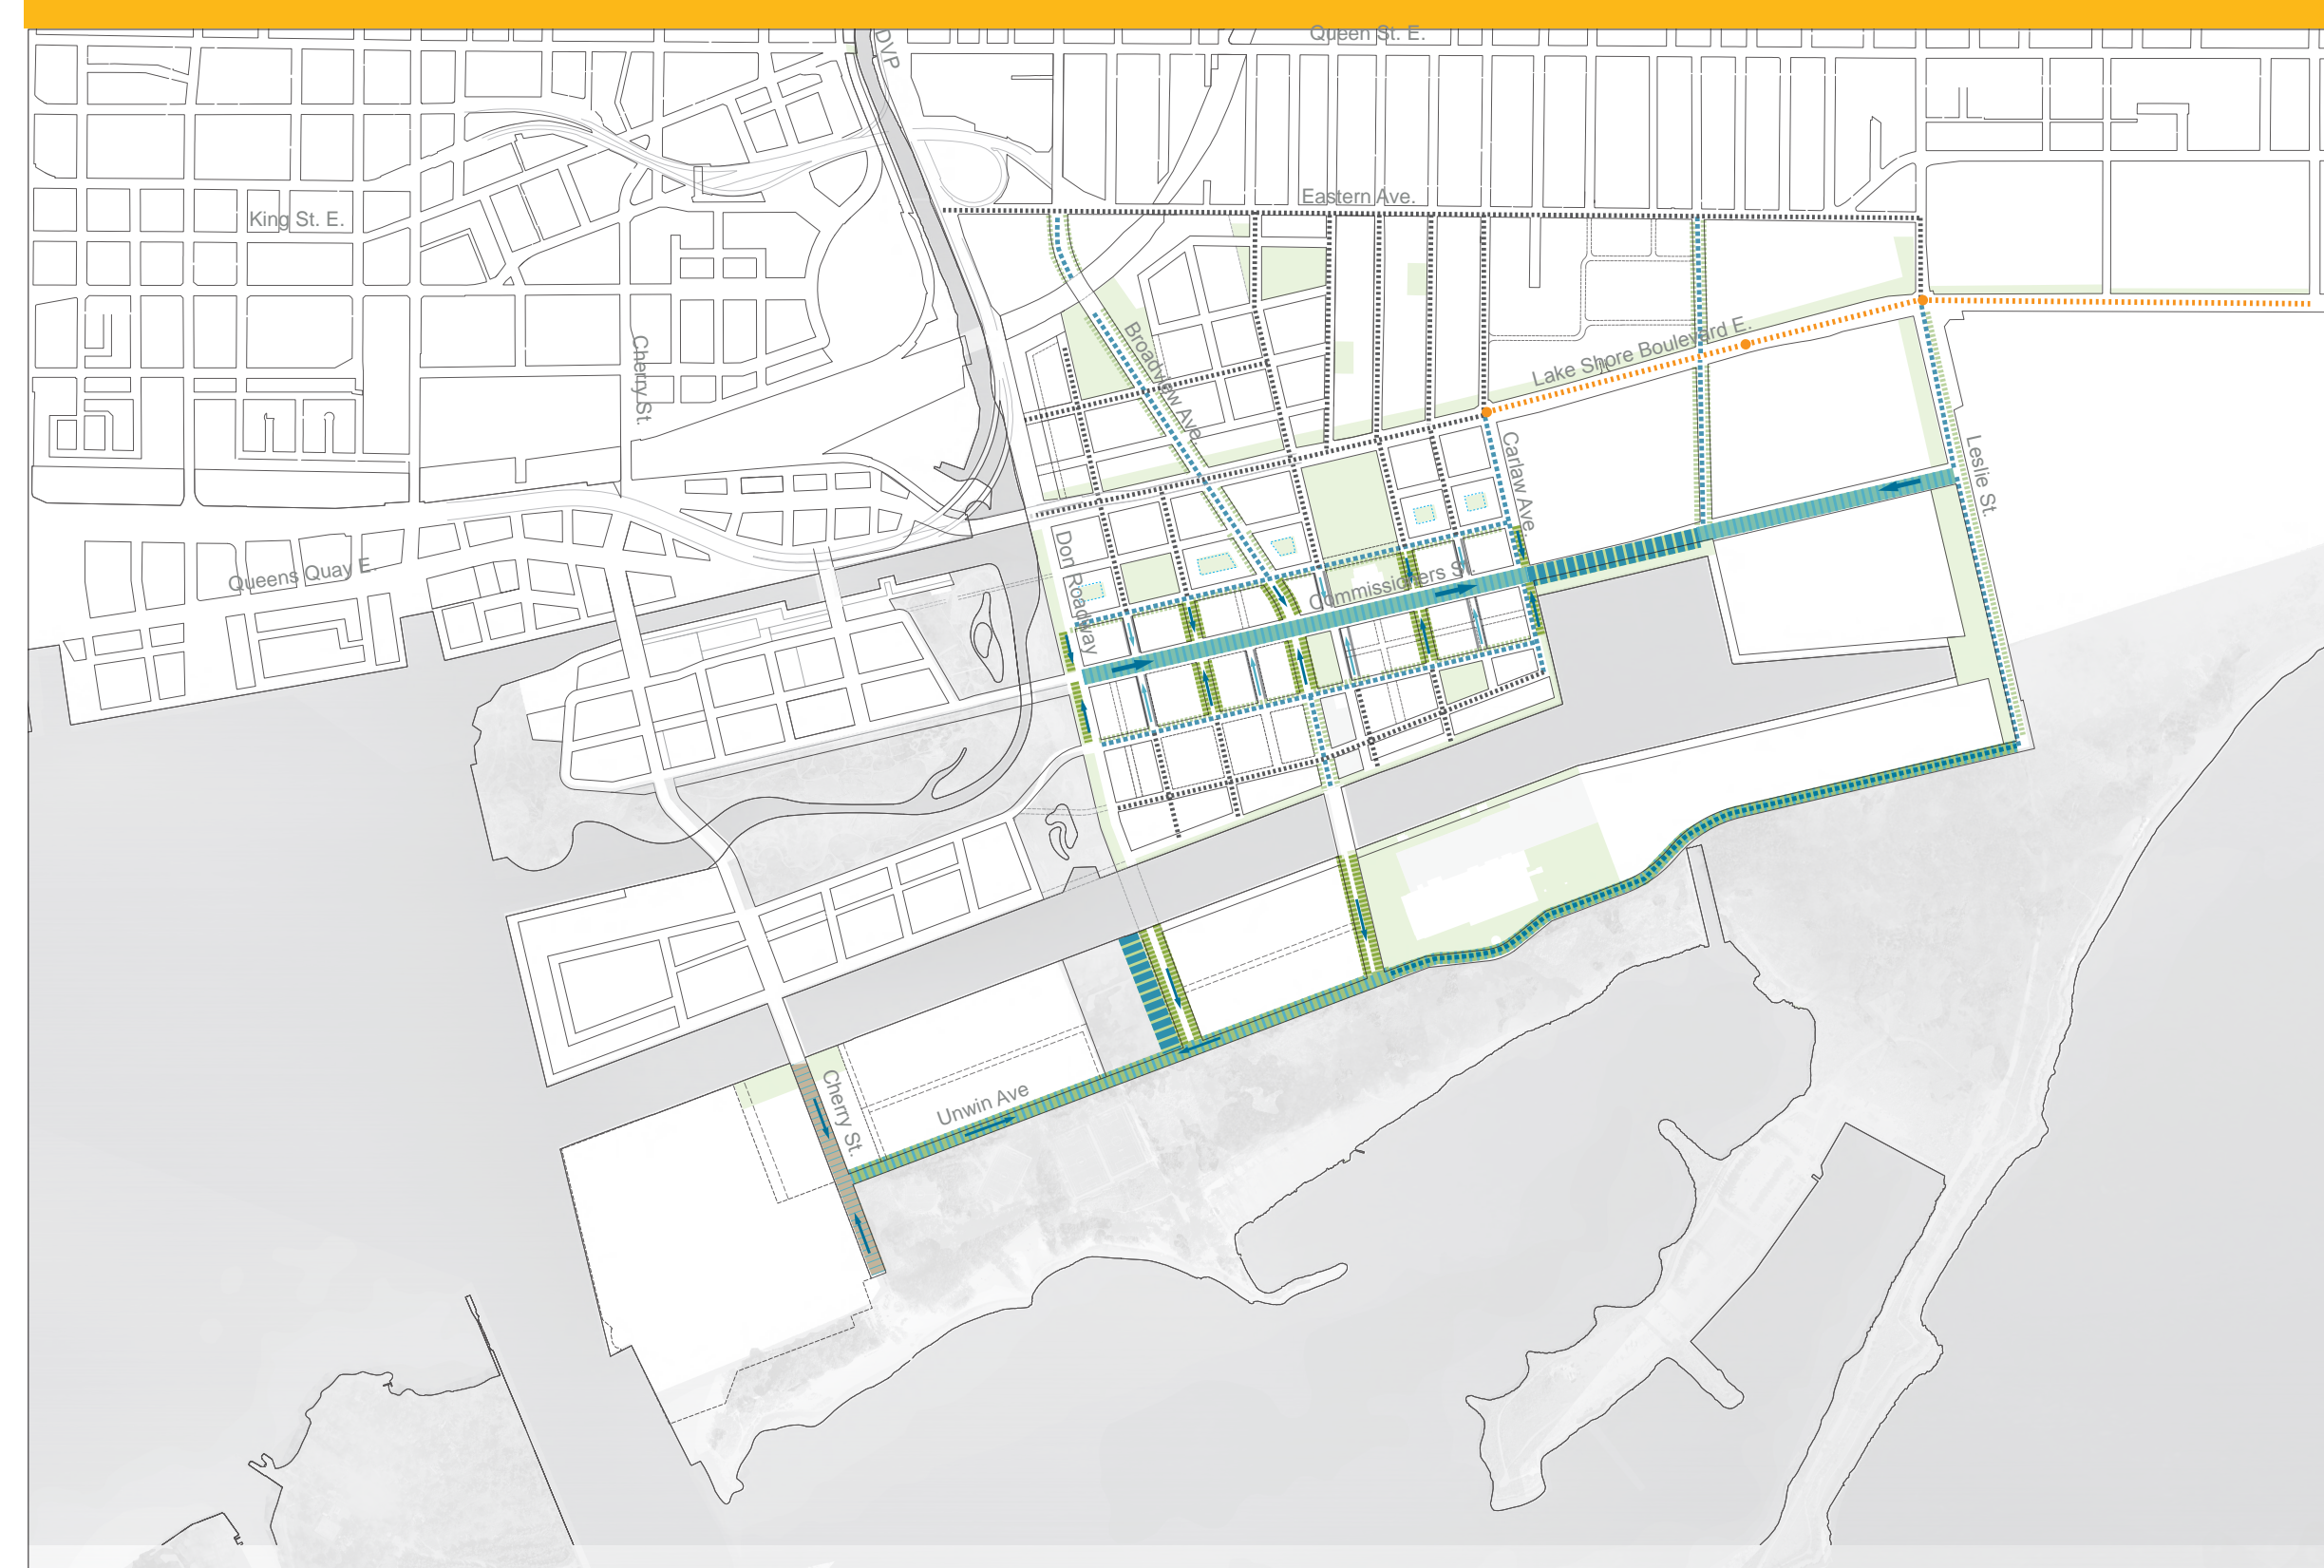 Queen St. E.
DVP
Eastern Ave.
King St. E.
Broadview Ave.
Lake Shore Boulevard E.
Cherry St.
Carlaw Ave.
Leslie St.
Don Roadway
Queens Quay E.
Commissioners St.
Cherry St.
Unwin Ave